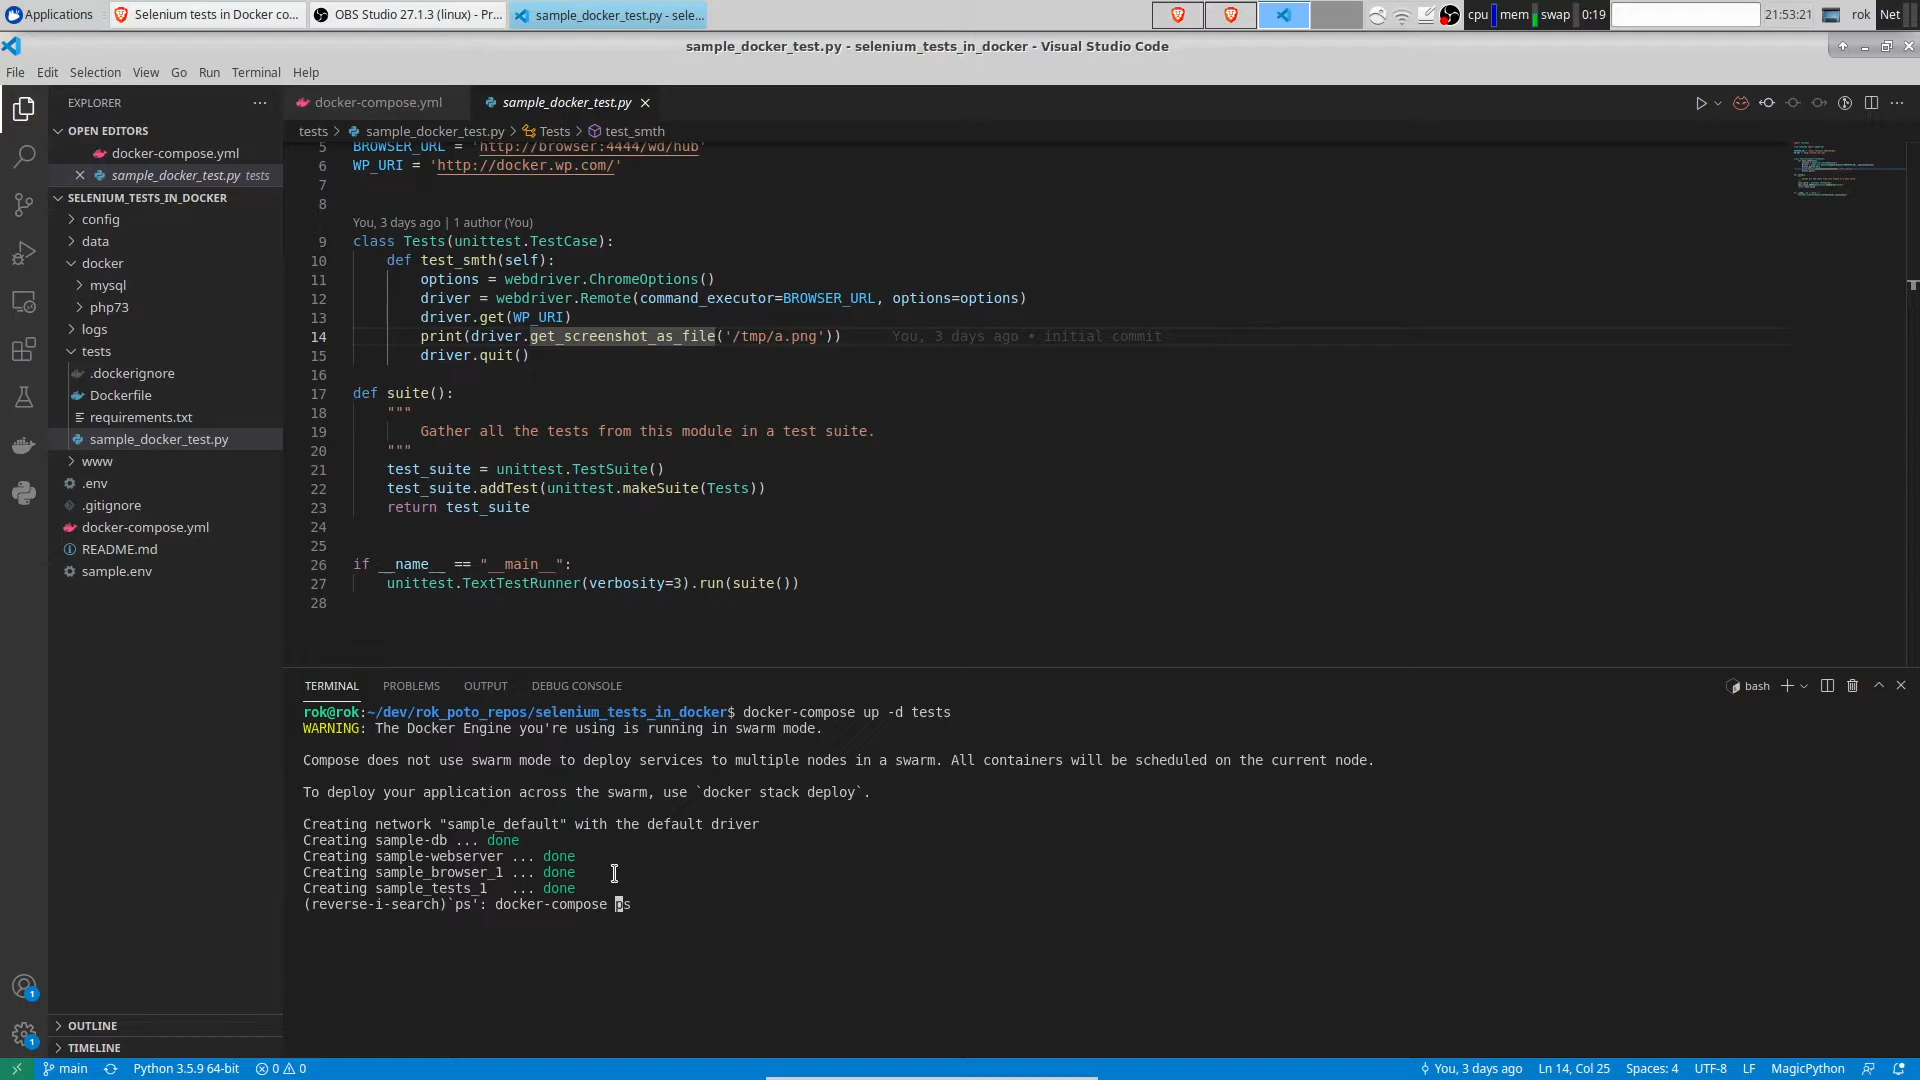 Applications
Selenium tests in Docker co...
OBS Studio 27.1.3 (linux) - Pr...
sample_docker_test.py - sele...
cpu
mem
swap
0:19
21:53:21
rok
Net
sample_docker_test.py - selenium_tests_in_docker - Visual Studio Code
File Edit Selection View Go Run Terminal Help
EXPLORER
OPEN EDITORS
docker-compose.yml
sample_docker_test.py tests
SELENIUM_TESTS_IN_DOCKER
config
data
docker
mysql
php73
logs
tests
.dockerignore
Dockerfile
requirements.txt
sample_docker_test.py
www
.env
.gitignore
docker-compose.yml
README.md
sample.env
OUTLINE
TIMELINE
docker-compose.yml
sample_docker_test.py
tests > sample_docker_test.py > Tests > test_smth
5 BROWSER_URL = 'http://browser:4444/wd/hub'
6 WP_URI = 'http://docker.wp.com/'
7
8
You, 3 days ago | 1 author (You)
9 class Tests(unittest.TestCase):
10 def test_smth(self):
11 options = webdriver.ChromeOptions()
12 driver = webdriver.Remote(command_executor=BROWSER_URL, options=options)
13 driver.get(WP_URI)
14 print(driver.get_screenshot_as_file('/tmp/a.png')) You, 3 days ago • initial commit
15 driver.quit()
16
17 def suite():
18 """
19 Gather all the tests from this module in a test suite.
20 """
21 test_suite = unittest.TestSuite()
22 test_suite.addTest(unittest.makeSuite(Tests))
23 return test_suite
24
25
26 if __name__ == "__main__":
27 unittest.TextTestRunner(verbosity=3).run(suite())
28
TERMINAL PROBLEMS OUTPUT DEBUG CONSOLE
bash
rok@rok:~/dev/rok_poto_repos/selenium_tests_in_docker$ docker-compose up -d tests
WARNING: The Docker Engine you're using is running in swarm mode.
Compose does not use swarm mode to deploy services to multiple nodes in a swarm. All containers will be scheduled on the current node.
To deploy your application across the swarm, use `docker stack deploy`.
Creating network "sample_default" with the default driver
Creating sample-db ... done
Creating sample-webserver ... done
Creating sample_browser_1 ... done
Creating sample_tests_1 ... done
(reverse-i-search)`ps': docker-compose ps
1
1
main
Python 3.5.9 64-bit
0
0
You, 3 days ago
Ln 14, Col 25
Spaces: 4
UTF-8
LF
MagicPython